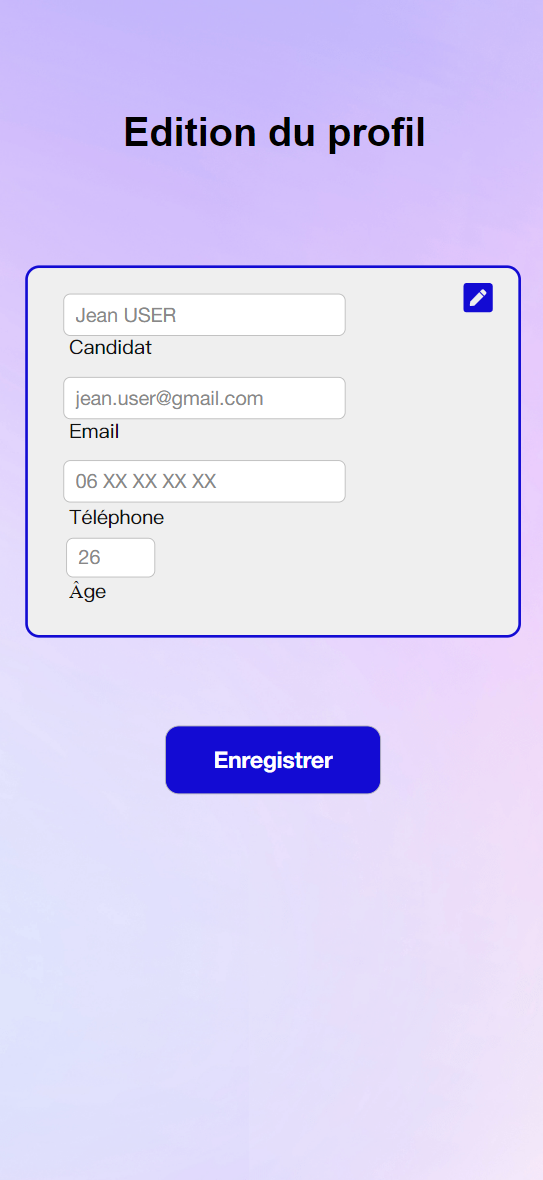 Edition du profil
Jean USER
Candidat
jean.user@gmail.com
Email
06 XX XX XX XX
Téléphone
26
Âge
Enregistrer